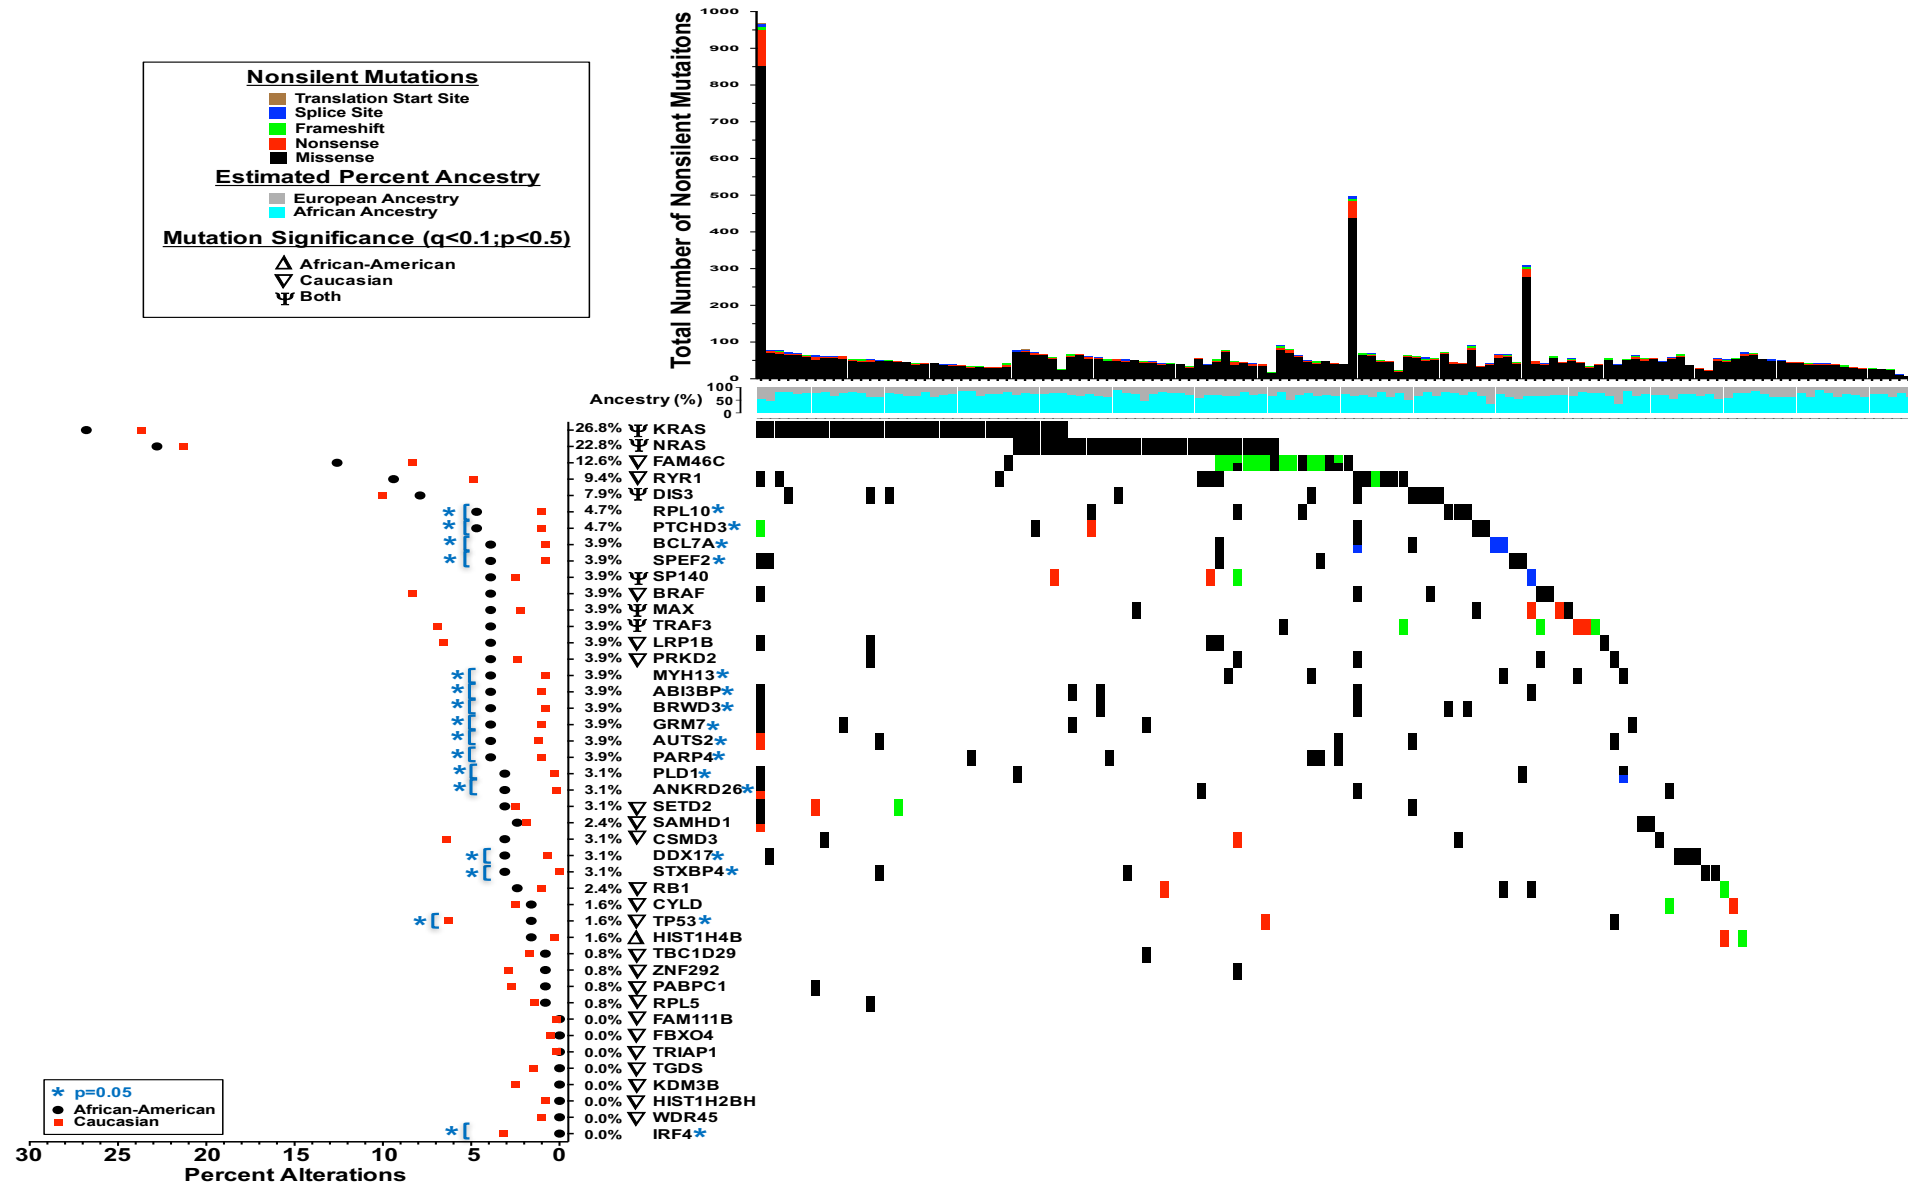 Total Number of Nonsilent Mutaitons
1000
900
800
700
600
500
400
300
200
100
0
Nonsilent Mutations
Translation Start Site
Splice Site
Frameshift
Nonsense
Missense
Estimated Percent Ancestry
European Ancestry
African Ancestry
Mutation Significance (q<0.1;p<0.5)
African-American
Caucasian
Ψ Both
Ancestry (%)
100
50
0
26.8% Ψ KRAS
22.8% Ψ NRAS
12.6% FAM46C
9.4% RYR1
7.9% Ψ DIS3
* 4.7% RPL10*
* 4.7% PTCHD3*
* 3.9% BCL7A*
* 3.9% SPEF2*
3.9% Ψ SP140
3.9% BRAF
3.9% Ψ MAX
3.9% Ψ TRAF3
3.9% LRP1B
3.9% PRKD2
* 3.9% MYH13*
* 3.9% ABI3BP*
* 3.9% BRWD3*
* 3.9% GRM7*
* 3.9% AUTS2*
* 3.9% PARP4*
* 3.1% PLD1*
* 3.1% ANKRD26*
3.1% SETD2
2.4% SAMHD1
3.1% CSMD3
* 3.1% DDX17*
* 3.1% STXBP4*
2.4% RB1
1.6% CYLD
* 1.6% TP53*
1.6% HIST1H4B
0.8% TBC1D29
0.8% ZNF292
0.8% PABPC1
0.8% RPL5
0.0% FAM111B
0.0% FBXO4
0.0% TRIAP1
0.0% TGDS
0.0% KDM3B
0.0% HIST1H2BH
0.0% WDR45
* 0.0% IRF4*
* p=0.05
African-American
Caucasian
30 25 20 15 10 5 0
Percent Alterations